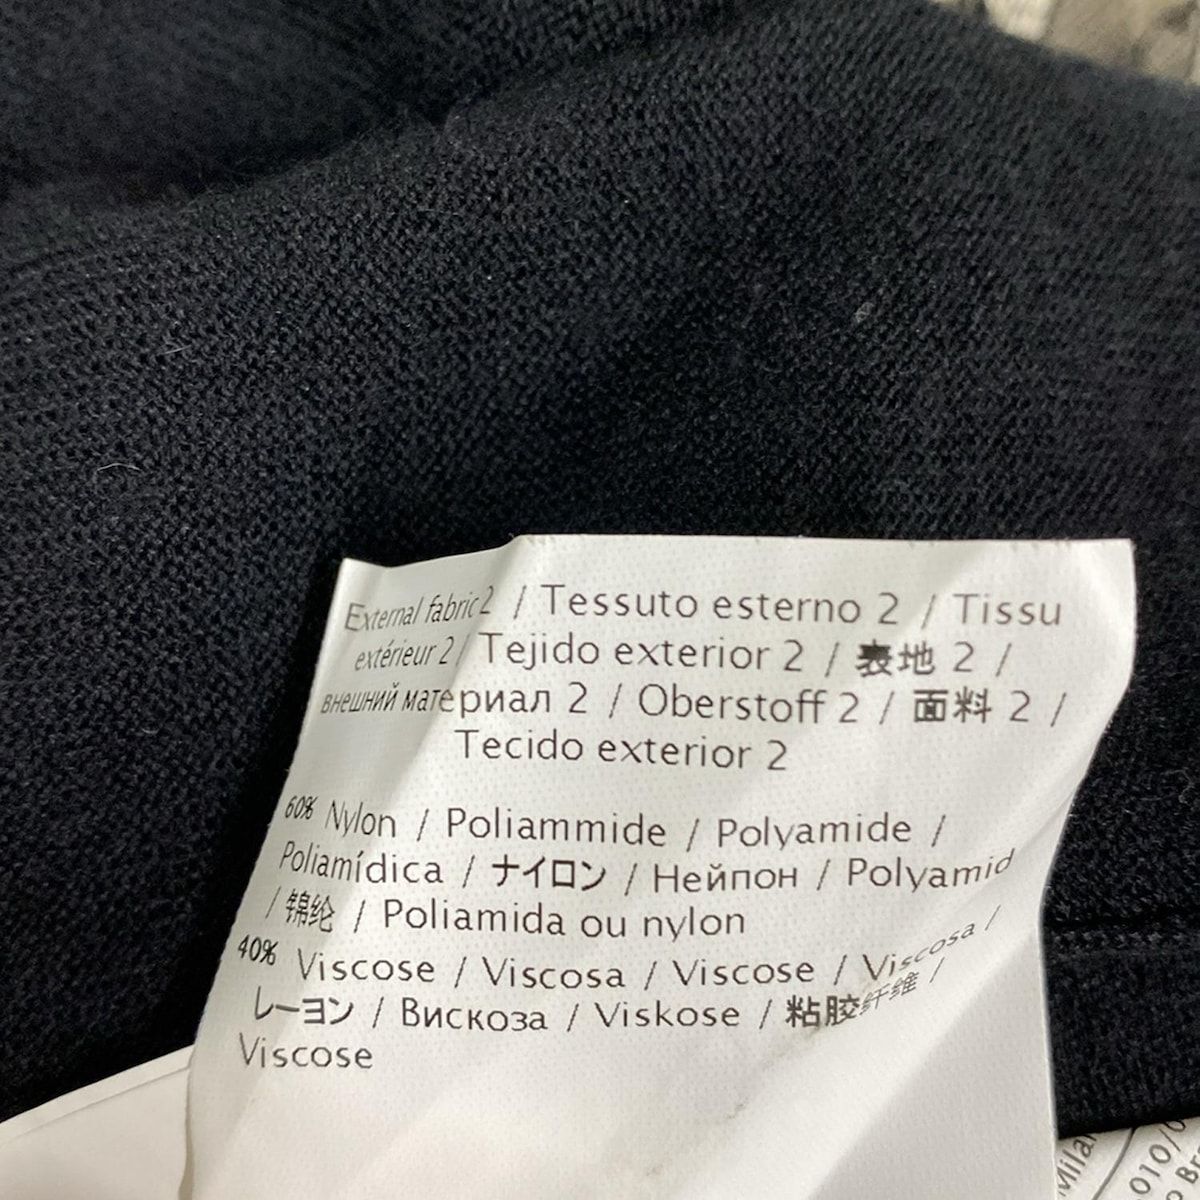 External fabric 2 / Tessuto esterno 2 / Tissu
extérieur 2 / Tejido exterior 2 / 表地 2 /
внешний материал 2 / Oberstoff 2 / 面料 2 /
Tecido exterior 2
60% Nylon / Poliammide / Polyamide /
Poliamídica / ナイロン / Нейпон / Polyamid
/ 锦纶 / Poliamida ou nylon
40% Viscose / Viscosa / Viscose / Viscosa /
レーヨン / Вискоза / Viskose / 粘胶纤维 /
Viscose